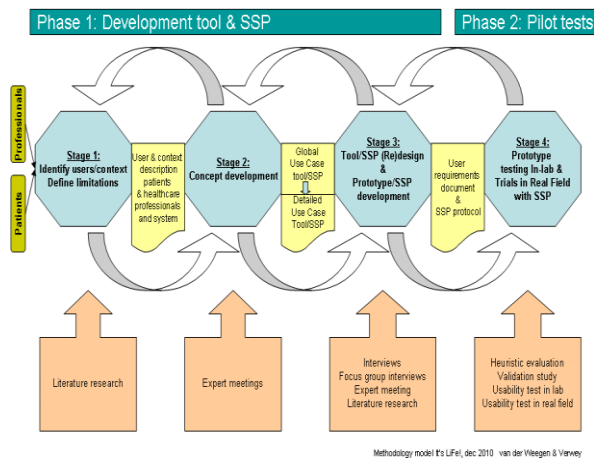 Phase 1: Development tool & SSP
Phase 2: Pilot tests
Professionals
Patients
Stage 1:
Identify users/context
Define limitations
User & context
description
patients
& healthcare
professionals
and system
Stage 2:
Concept development
Global
Use Case
tool/SSP
Detailed
Use Case
Tool/SSP
Stage 3:
Tool/SSP (Re)design
&
Prototype/SSP
development
User
requirements
document
&
SSP protocol
Stage 4:
Prototype
testing In-lab &
Trials in Real Field
with SSP
Literature research
Expert meetings
Interviews
Focus group interviews
Expert meeting
Literature research
Heuristic evaluation
Validation study
Usability test in lab
Usability test in real field
Methodology model It's LiFe!, dec 2010 van der Weegen & Verwey